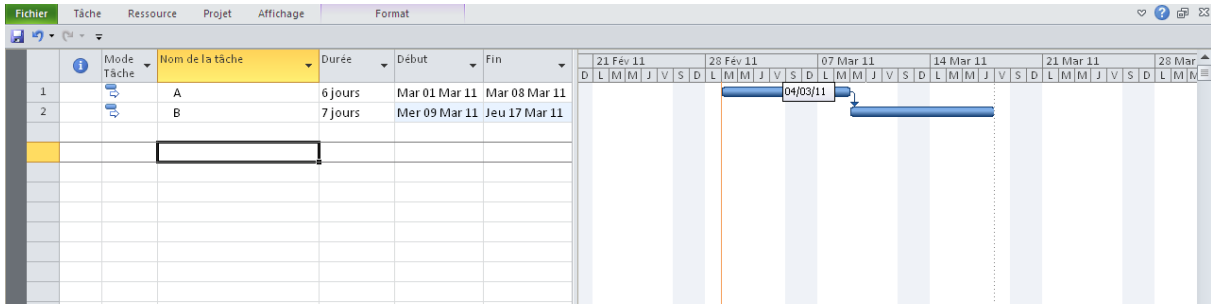 Fichier Tâche Ressource Projet Affichage Format
Mode Tâche Nom de la tâche Durée Début Fin
21 Fév 11 28 Fév 11 07 Mar 11 14 Mar 11 21 Mar 11 28 Mar
D L M M J V S D L M M J V S D L M M J V S D L M M J V S D L M M J V S D L M M
1 A 6 jours Mar 01 Mar 11 Mar 08 Mar 11
04/03/11
2 B 7 jours Mer 09 Mar 11 Jeu 17 Mar 11